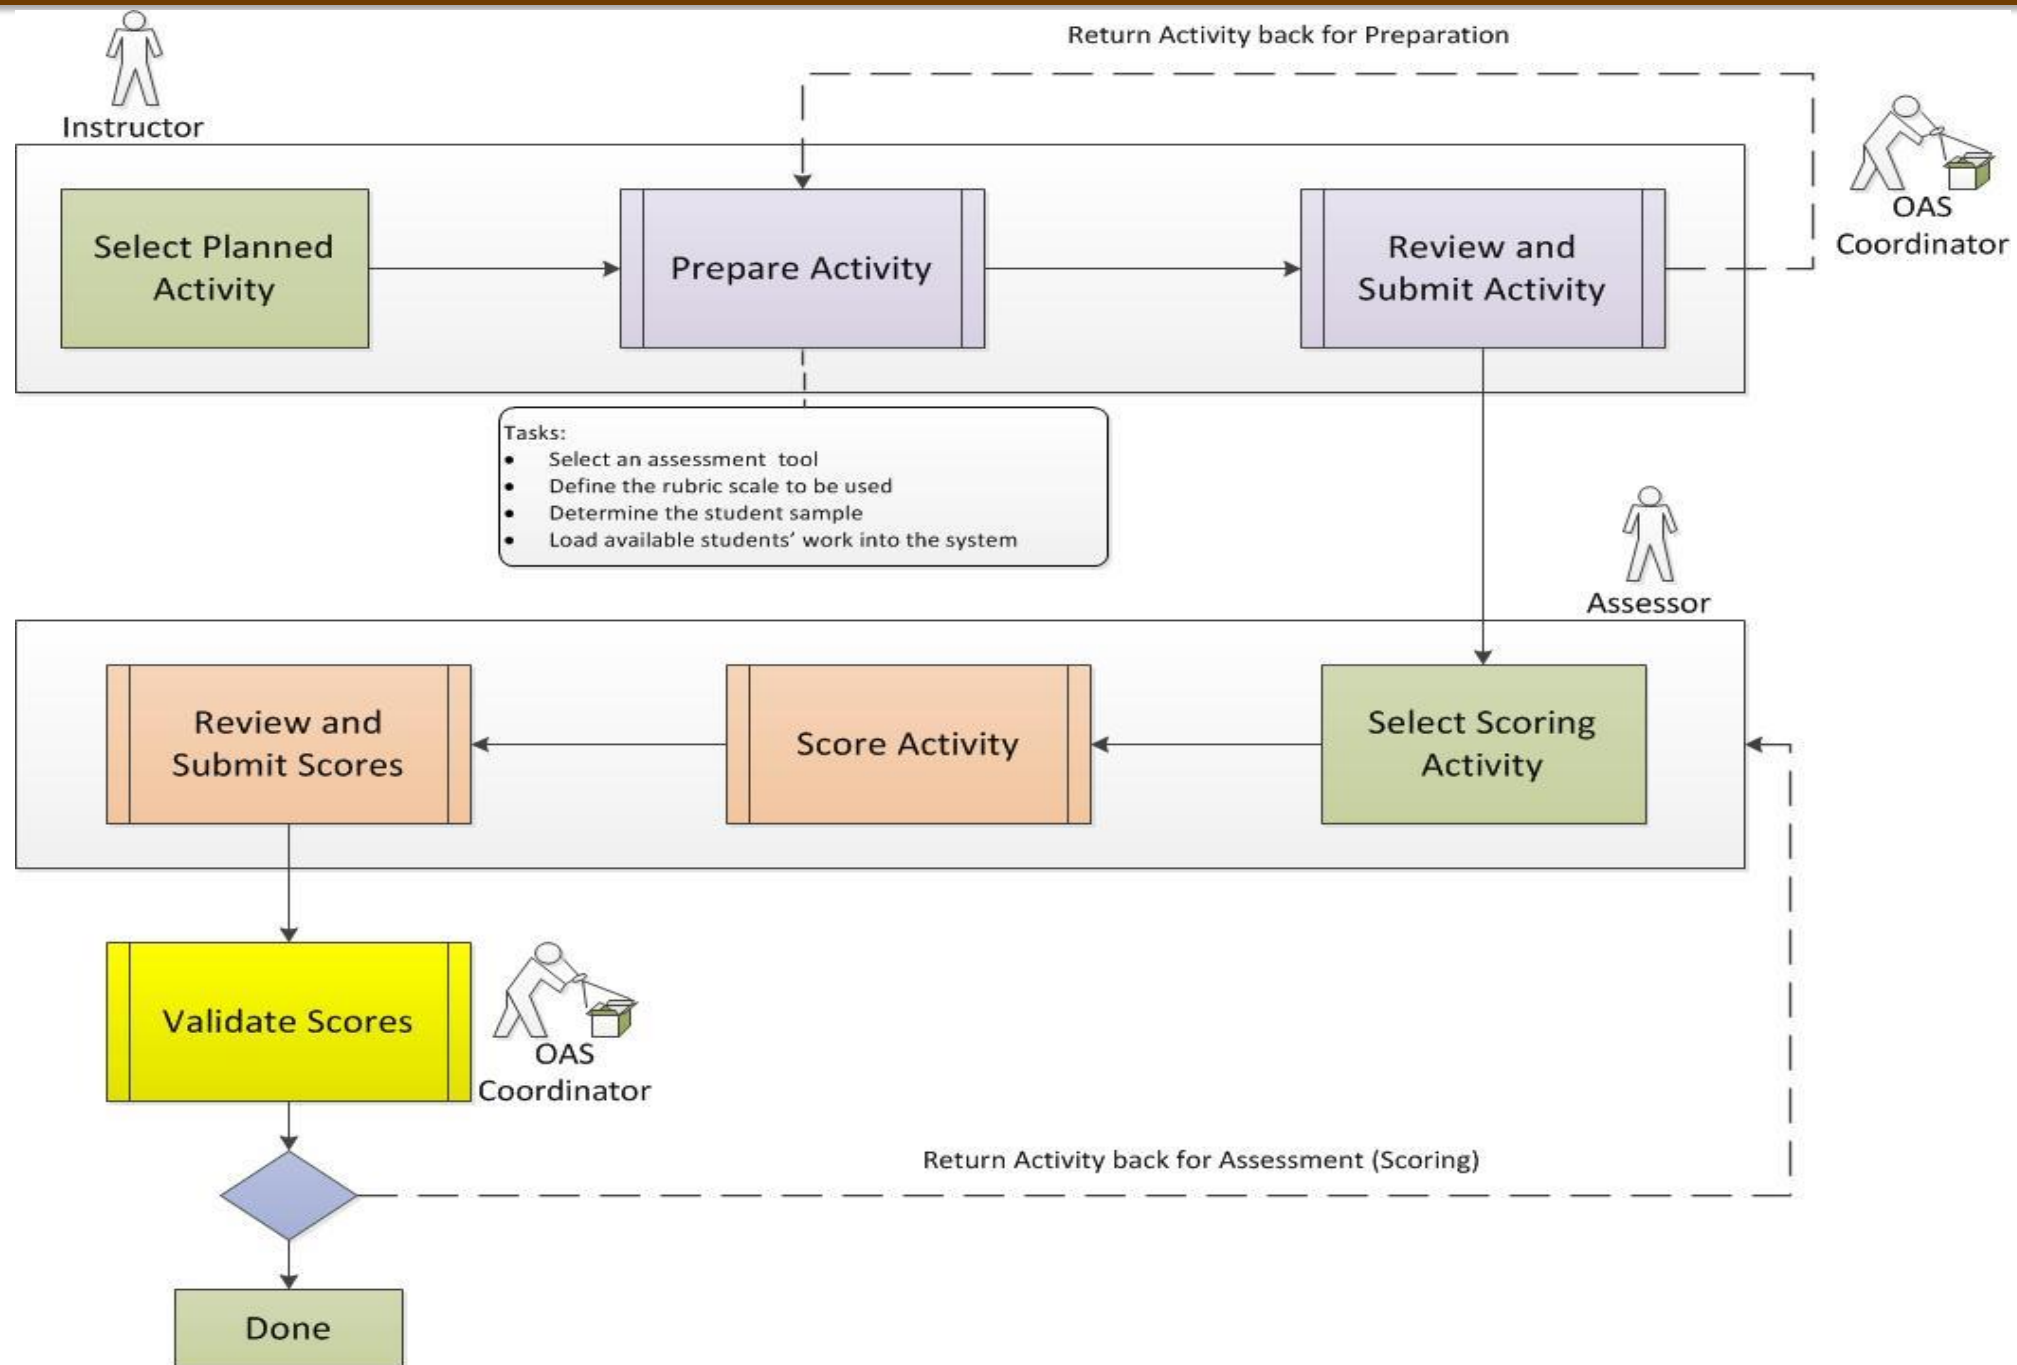 Return Activity back for Preparation
Instructor
OAS
Coordinator
Select Planned
Activity
Prepare Activity
Review and
Submit Activity
Tasks:
• Select an assessment tool
• Define the rubric scale to be used
• Determine the student sample
• Load available students’ work into the system
Assessor
Review and
Submit Scores
Score Activity
Select Scoring
Activity
Validate Scores
OAS
Coordinator
Return Activity back for Assessment (Scoring)
Done